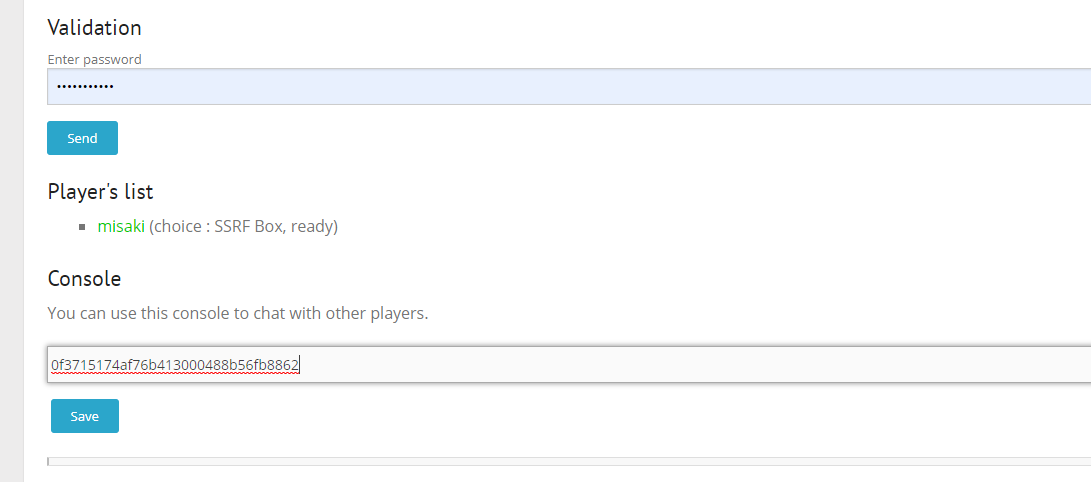 Validation
Enter password
•••••••••••
Send
Player's list
misaki (choice : SSRF Box, ready)
Console
You can use this console to chat with other players.
0f3715174af76b413000488b56fb8862
Save